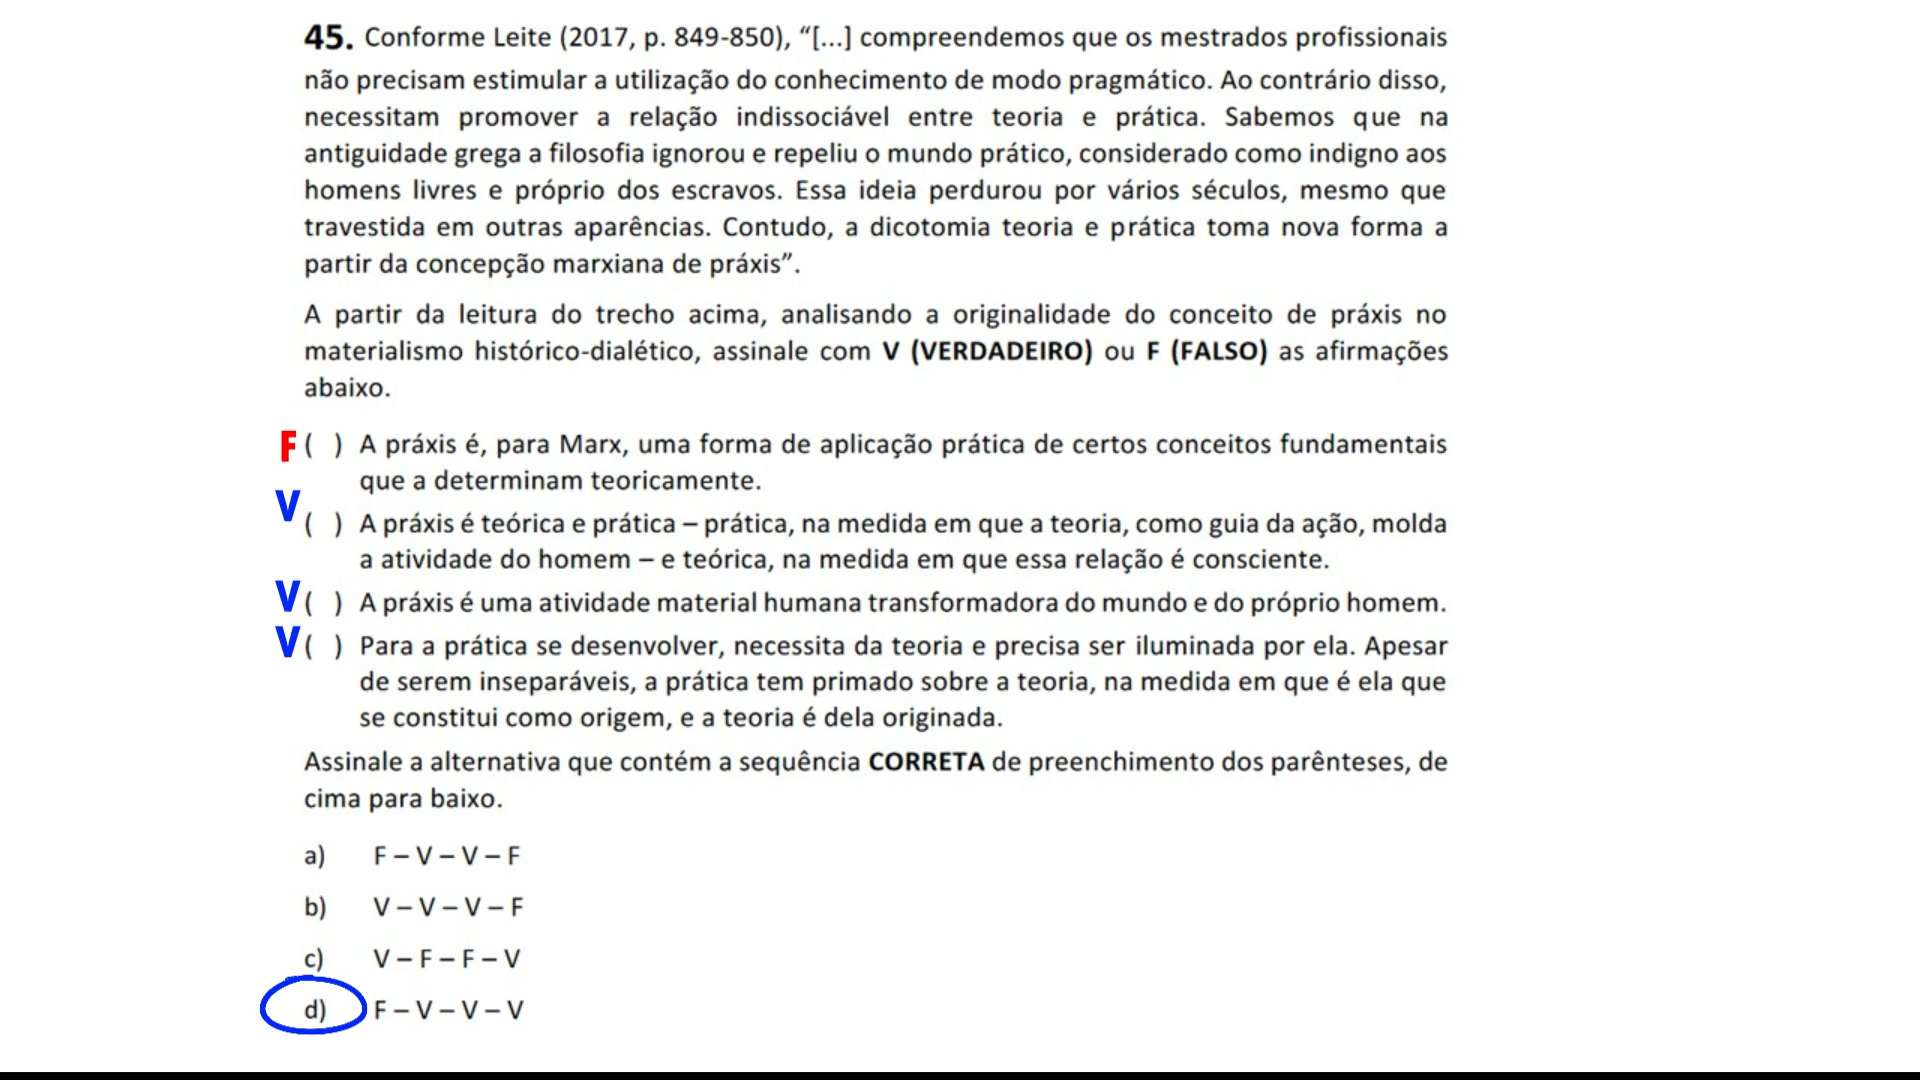 45. Conforme Leite (2017, p. 849-850), “[...] compreendemos que os mestrados profissionais
não precisam estimular a utilização do conhecimento de modo pragmático. Ao contrário disso,
necessitam promover a relação indissociável entre teoria e prática. Sabemos que na
antiguidade grega a filosofia ignorou e repeliu o mundo prático, considerado como indigno aos
homens livres e próprio dos escravos. Essa ideia perdurou por vários séculos, mesmo que
travestida em outras aparências. Contudo, a dicotomia teoria e prática toma nova forma a
partir da concepção marxiana de práxis”.
A partir da leitura do trecho acima, analisando a originalidade do conceito de práxis no
materialismo histórico-dialético, assinale com V (VERDADEIRO) ou F (FALSO) as afirmações
abaixo.
F ( ) A práxis é, para Marx, uma forma de aplicação prática de certos conceitos fundamentais
que a determinam teoricamente.
V ( ) A práxis é teórica e prática – prática, na medida em que a teoria, como guia da ação, molda
a atividade do homem – e teórica, na medida em que essa relação é consciente.
V ( ) A práxis é uma atividade material humana transformadora do mundo e do próprio homem.
V ( ) Para a prática se desenvolver, necessita da teoria e precisa ser iluminada por ela. Apesar
de serem inseparáveis, a prática tem primado sobre a teoria, na medida em que é ela que
se constitui como origem, e a teoria é dela originada.
Assinale a alternativa que contém a sequência CORRETA de preenchimento dos parênteses, de
cima para baixo.
a) F – V – V – F
b) V – V – V – F
c) V – F – F – V
d) F – V – V – V